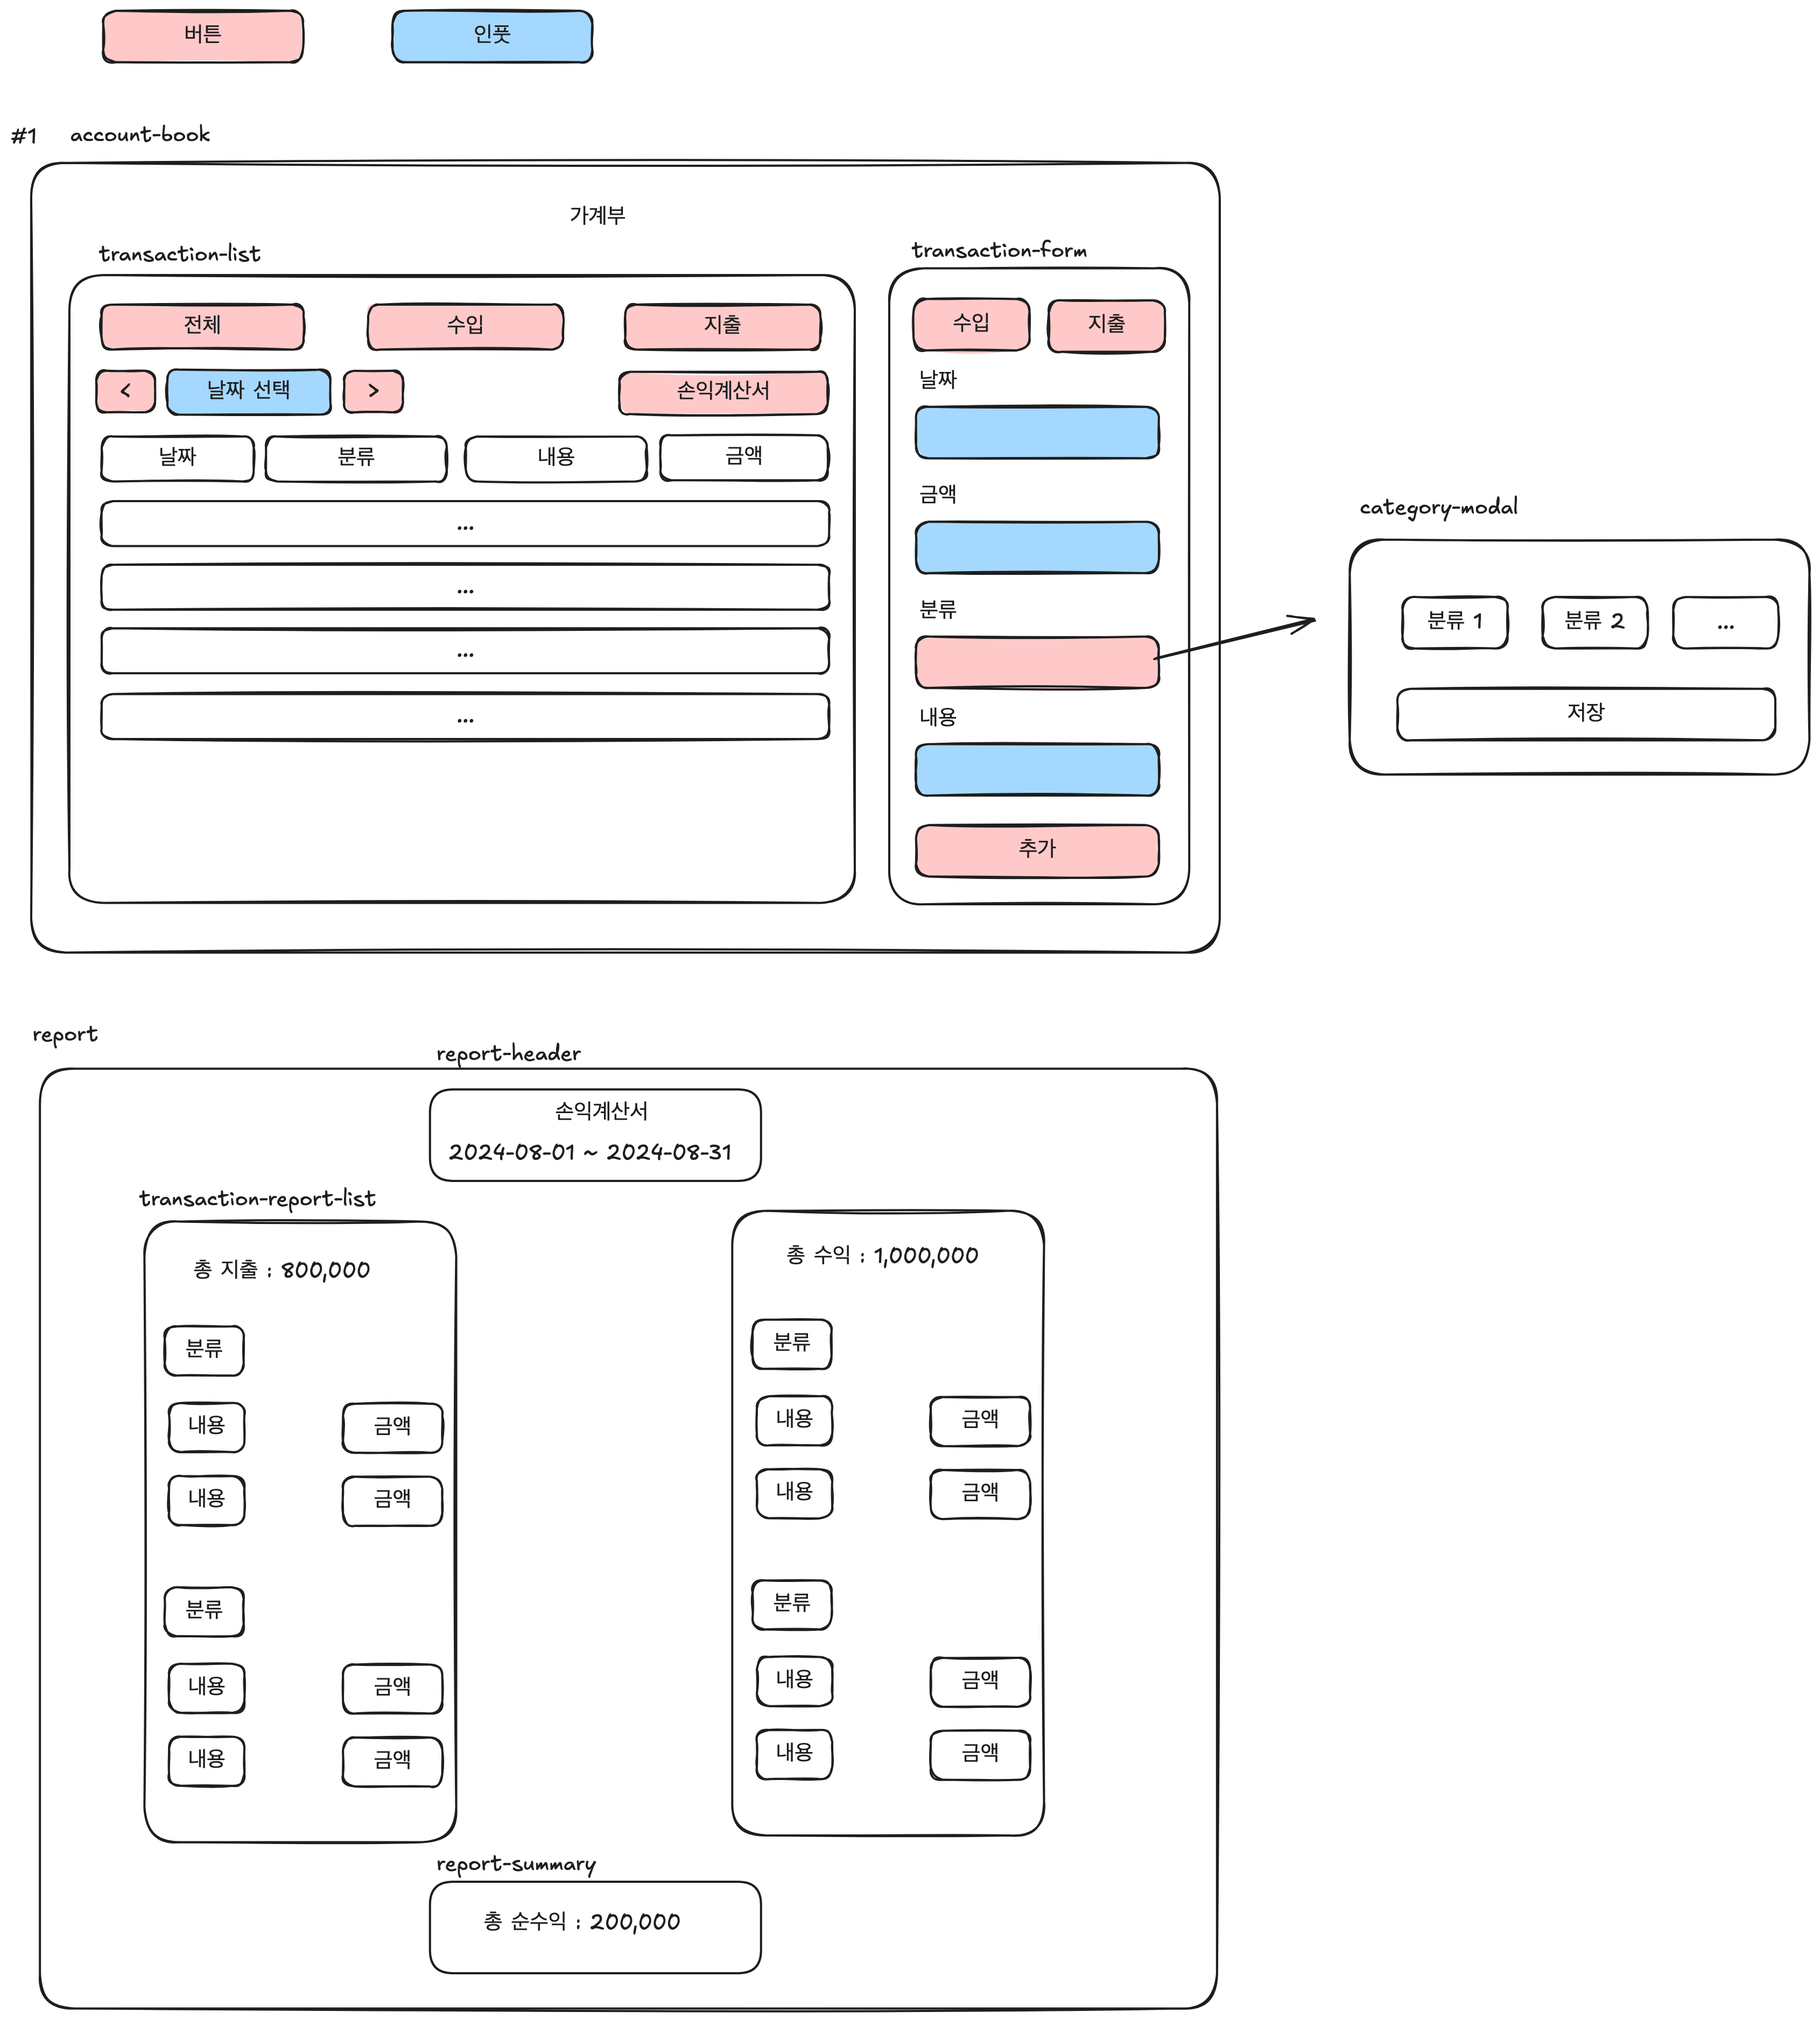 버튼 인풋
#1 account-book
가계부
transaction-list
전체 수입 지출
< 날짜 선택 > 손익계산서
날짜 분류 내용 금액
...
...
...
...
transaction-form
수입 지출
날짜
금액
분류
내용
추가
category-modal
분류 1 분류 2 ...
저장
report
report-header
손익계산서
2024-08-01 ~ 2024-08-31
transaction-report-list
총 지출 : 800,000
분류
내용 금액
내용 금액
분류
내용 금액
내용 금액
총 수익 : 1,000,000
분류
내용 금액
내용 금액
분류
내용 금액
내용 금액
report-summary
총 순수익 : 200,000